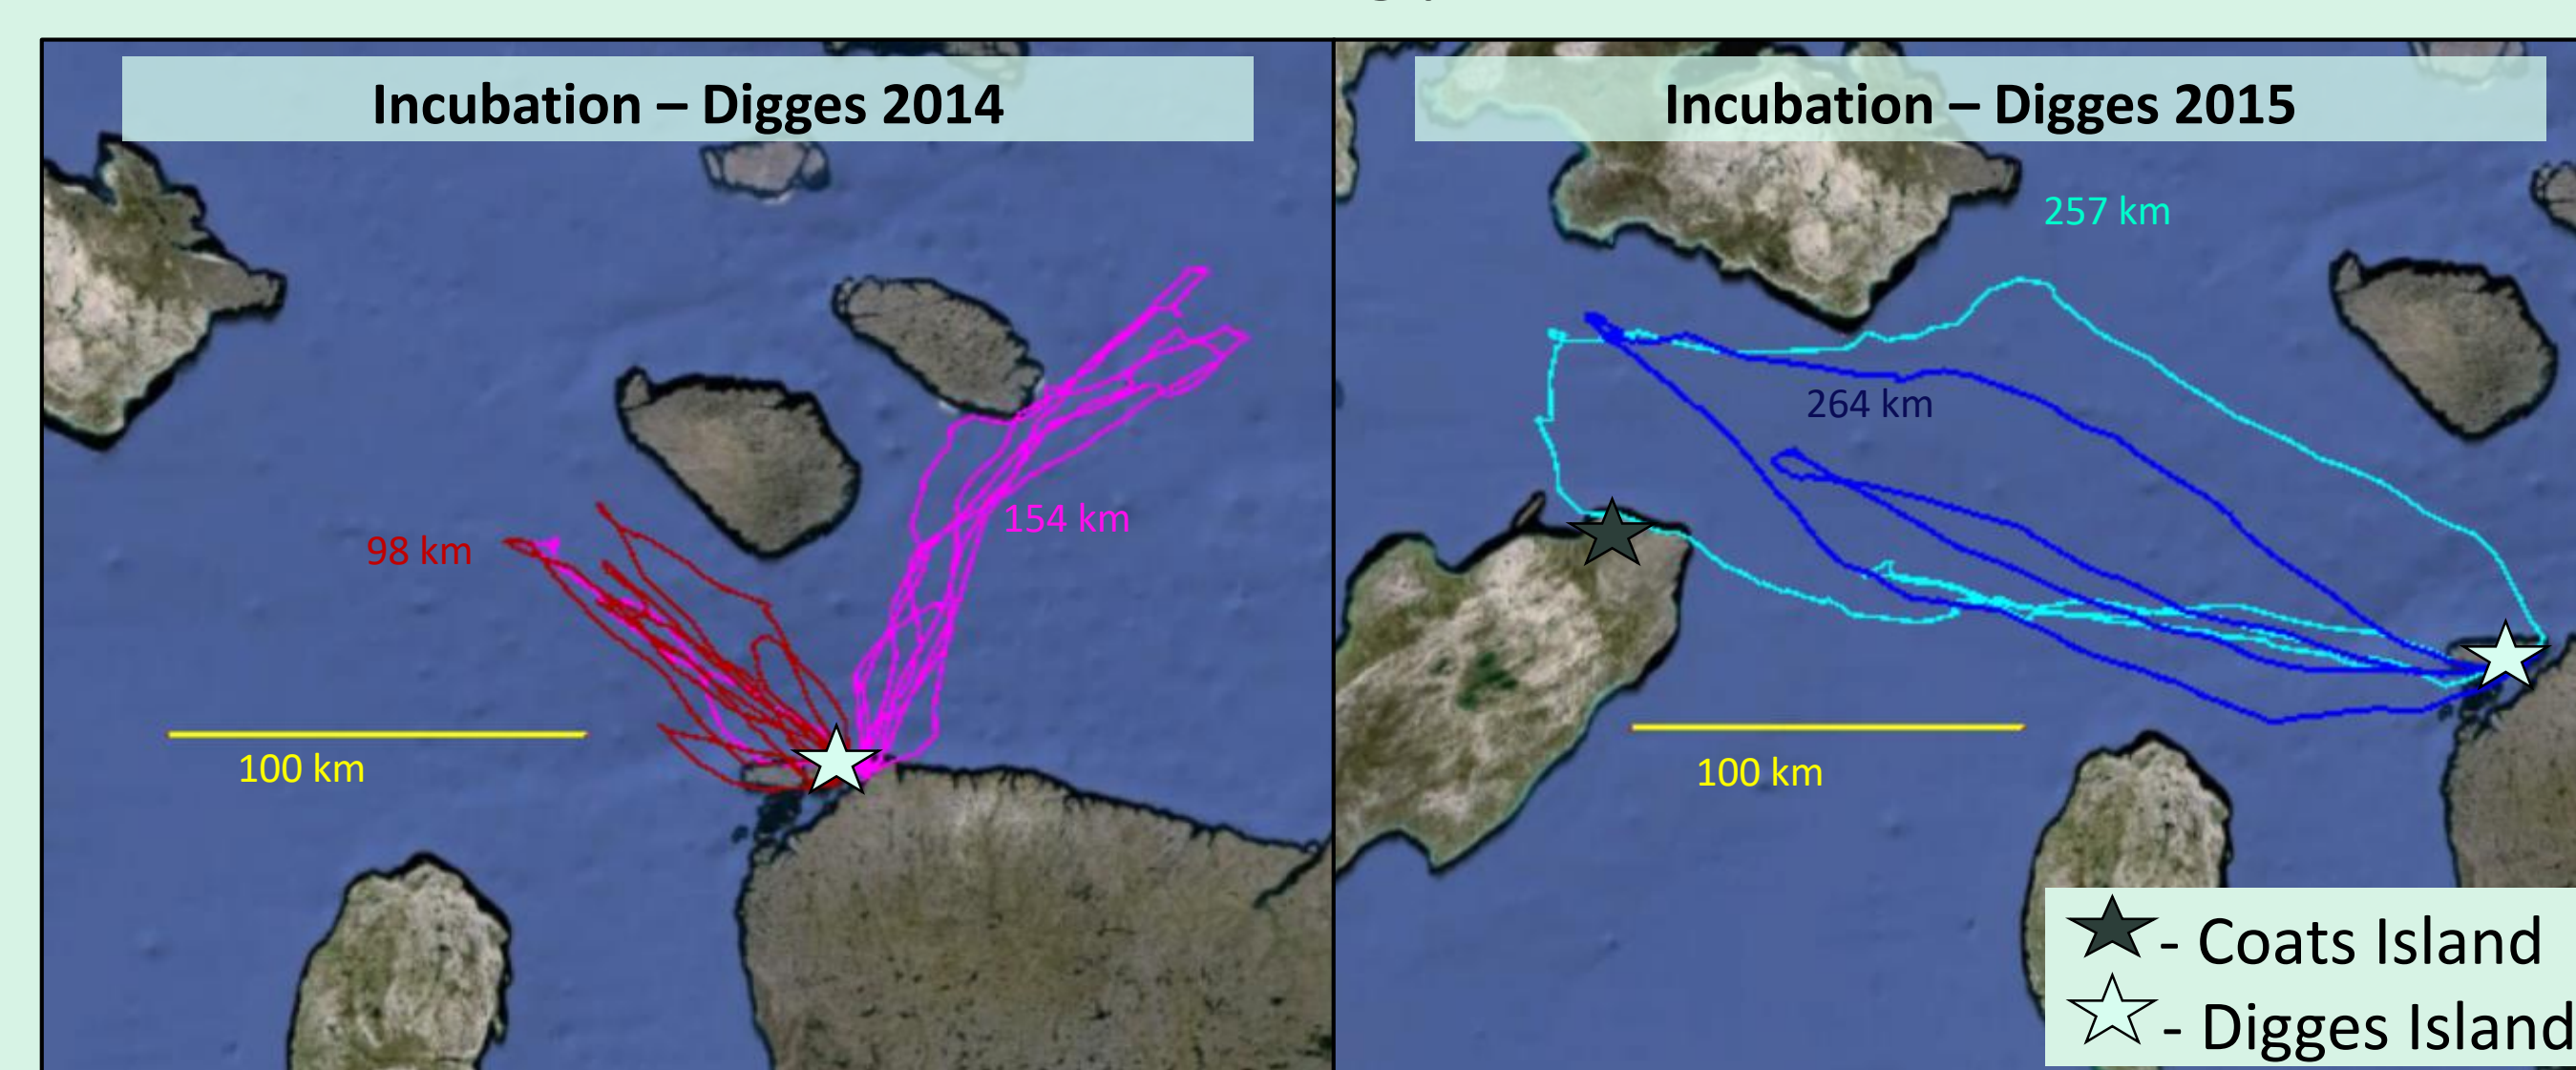 Incubation – Digges 2014
98 km
154 km
100 km
Incubation – Digges 2015
257 km
264 km
100 km
- Coats Island
- Digges Island